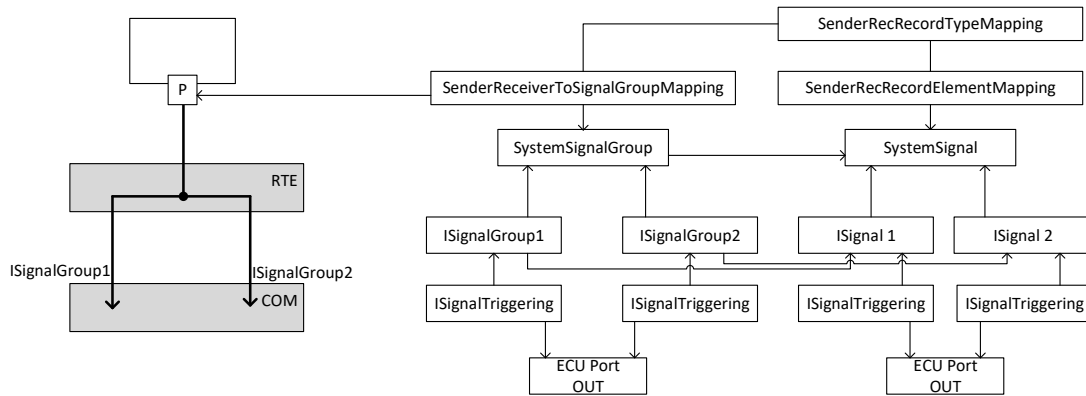 SenderRecRecordTypeMapping
P
SenderReceiverToSignalGroupMapping
SenderRecRecordElementMapping
SystemSignalGroup
SystemSignal
RTE
ISignalGroup1
ISignalGroup2
ISignal 1
ISignal 2
ISignalGroup1
ISignalGroup2
COM
ISignalTriggering
ISignalTriggering
ISignalTriggering
ISignalTriggering
ECU Port
OUT
ECU Port
OUT